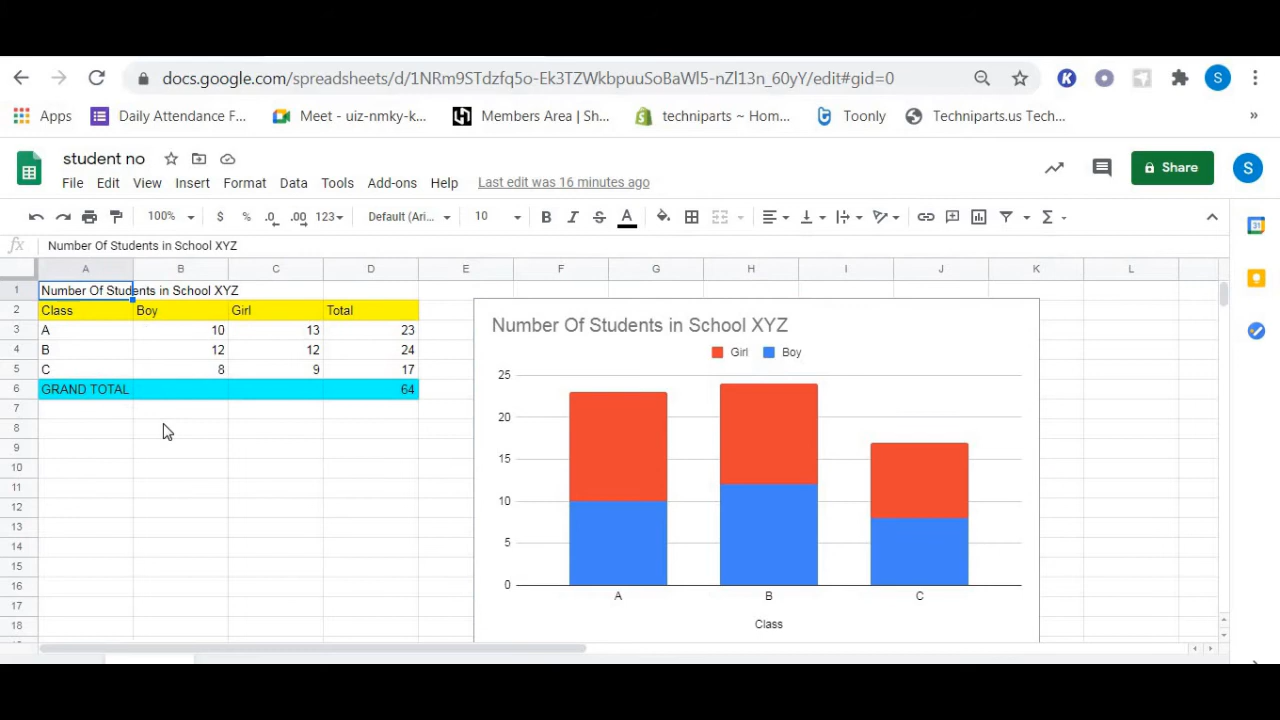 docs.google.com/spreadsheets/d/1NRm9STdzfq5o-Ek3TZWkbpuuSoBaWl5-nZl13n_60yY/edit#gid=0
K
S
Apps
Daily Attendance F...
Meet - uiz-nmky-k...
Members Area | Sh...
techniparts ~ Hom...
Toonly
Techniparts.us Tech...
»
student no
File Edit View Insert Format Data Tools Add-ons Help Last edit was 16 minutes ago
Share
S
100% $ % .0 .00 123 Default (Ari... 10 B I S A Σ
fx Number Of Students in School XYZ
A B C D E F G H I J K L
1 Number Of Students in School XYZ
2 Class Boy Girl Total
3 A 10 13 23
4 B 12 12 24
5 C 8 9 17
6 GRAND TOTAL 64
7
8
9
10
11
12
13
14
15
16
17
18
Number Of Students in School XYZ
Girl Boy
25
20
15
10
5
0
A B C
Class
31